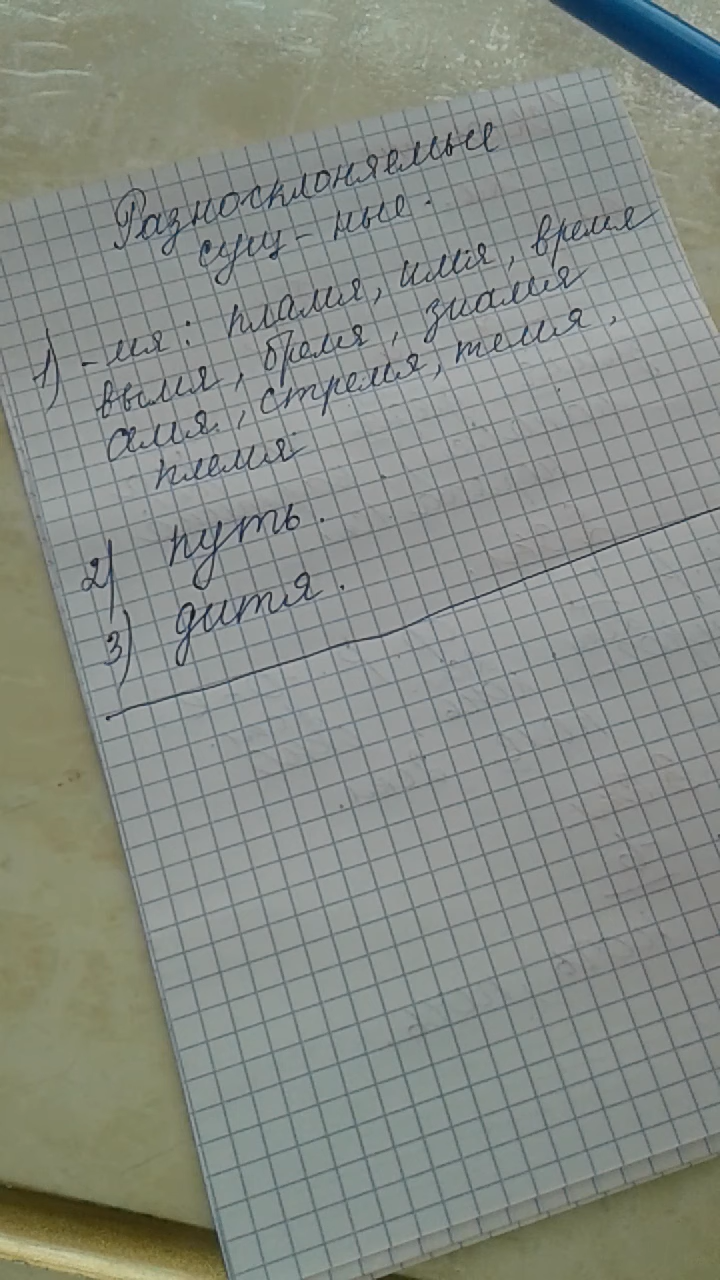 Разносклоняемые
сущ-ные.
1) -мя: пламя, имя, время
вымя, бремя, знамя
семя, стремя, темя,
племя
2) путь.
3) дитя.